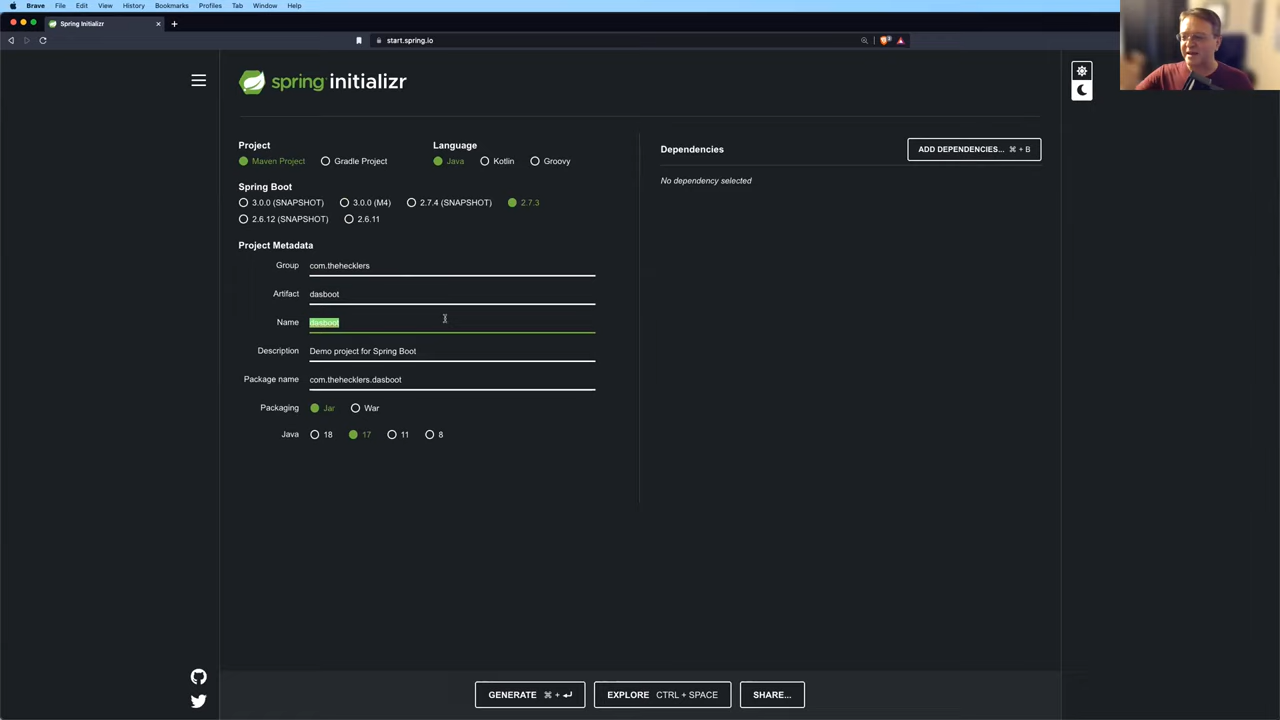 Brave File Edit View History Bookmarks Profiles Tab Window Help
Spring Initializr
start.spring.io
spring initializr
Project
Maven Project Gradle Project
Language
Java Kotlin Groovy
Spring Boot
3.0.0 (SNAPSHOT) 3.0.0 (M4) 2.7.4 (SNAPSHOT) 2.7.3
2.6.12 (SNAPSHOT) 2.6.11
Project Metadata
Group com.thehecklers
Artifact dasboot
Name dasboot
Description Demo project for Spring Boot
Package name com.thehecklers.dasboot
Packaging Jar War
Java 18 17 11 8
Dependencies
ADD DEPENDENCIES... ⌘ + B
No dependency selected
GENERATE ⌘ + ↵
EXPLORE CTRL + SPACE
SHARE...